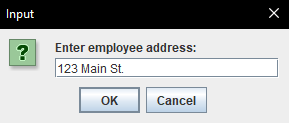 Input
Enter employee address:
123 Main St.
OK
Cancel